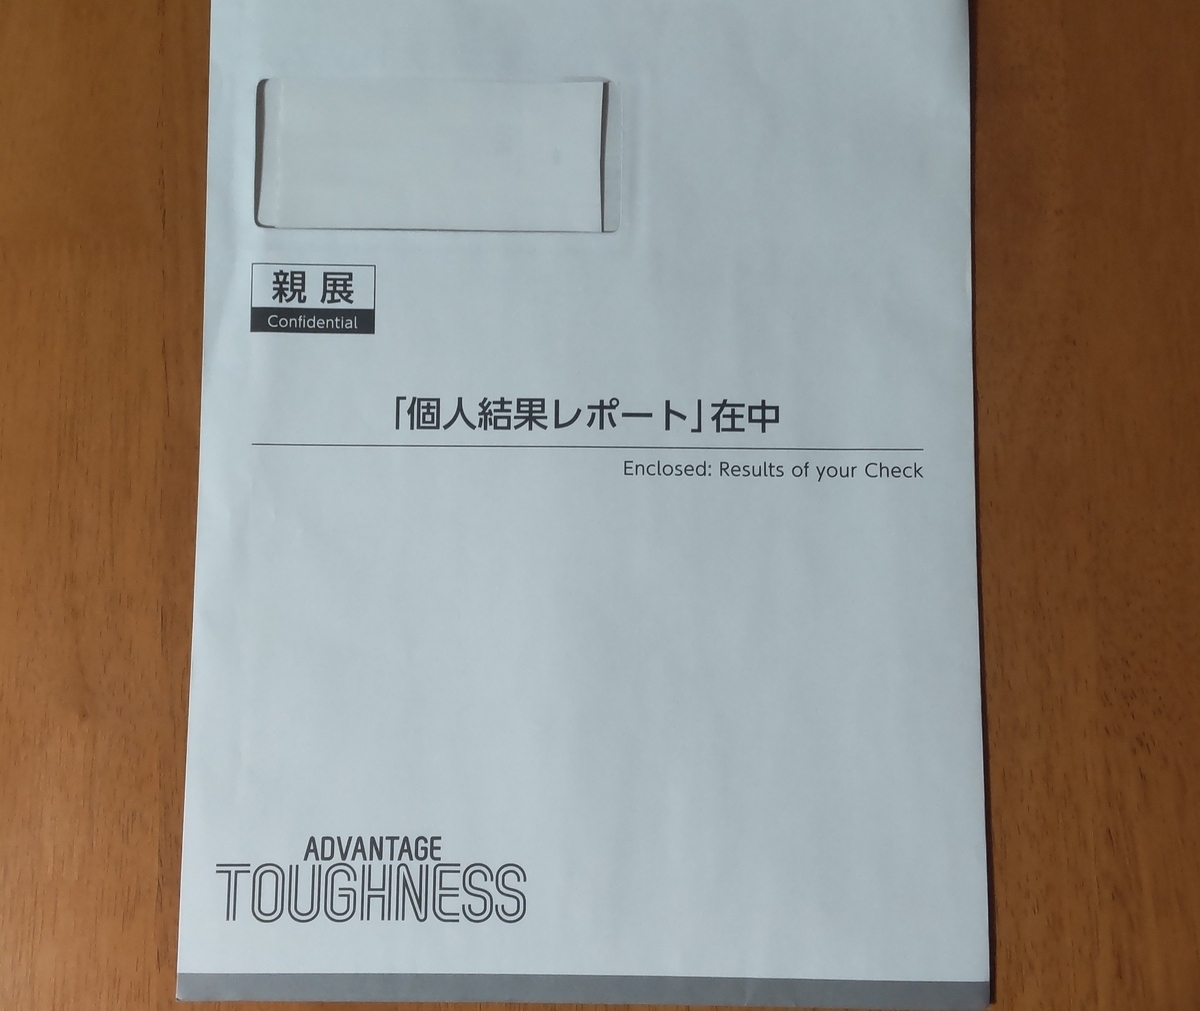 親展
Confidential
「個人結果レポート」在中
Enclosed: Results of your Check
ADVANTAGE
TOUGHNESS